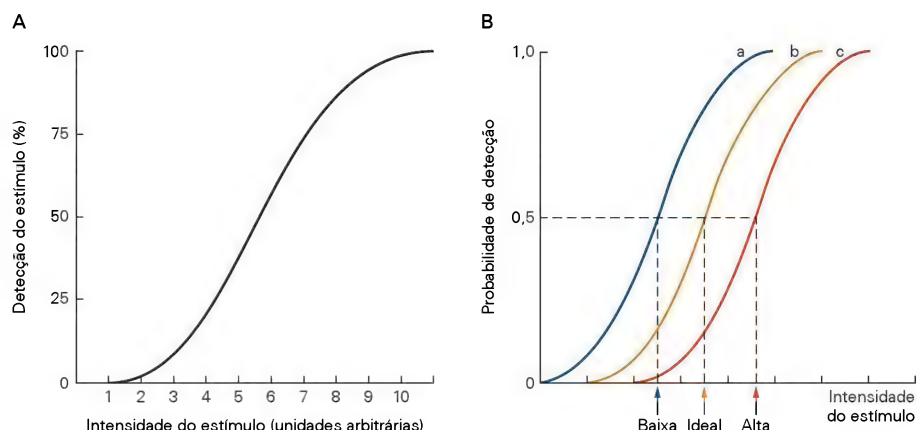 A
Detecção do estímulo (%)
100
75
50
25
0
1 2 3 4 5 6 7 8 9 10
Intensidade do estímulo (unidades arbitrárias)
B
Probabilidade de detecção
1,0
0,5
0
a b c
Baixa Ideal Alta
Intensidade
do estímulo